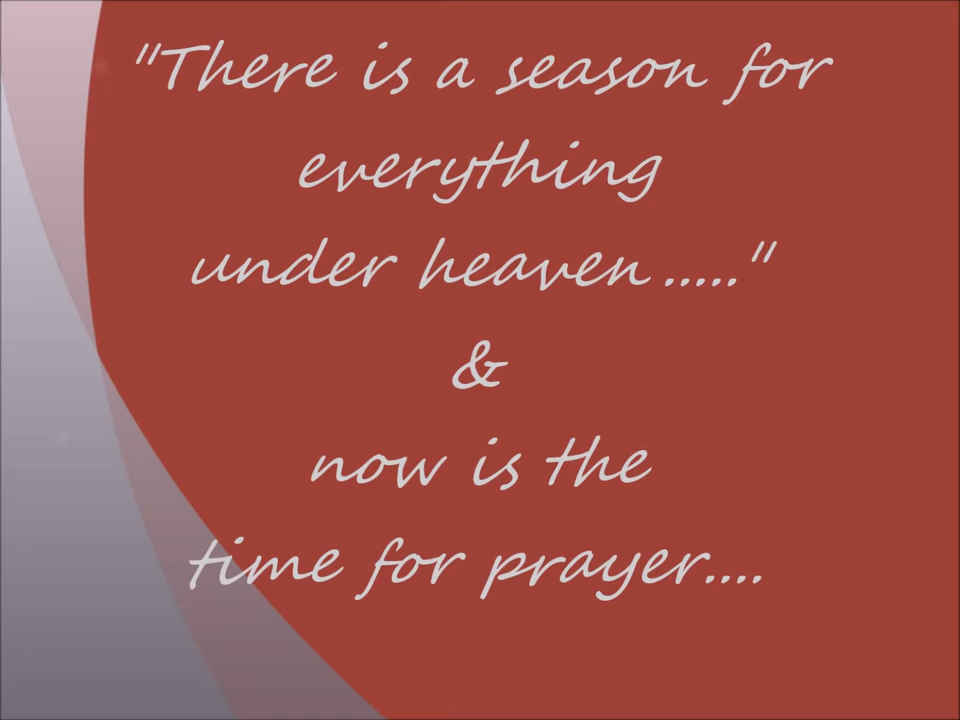 "There is a season for
everything
under heaven....."
&
now is the
time for prayer....